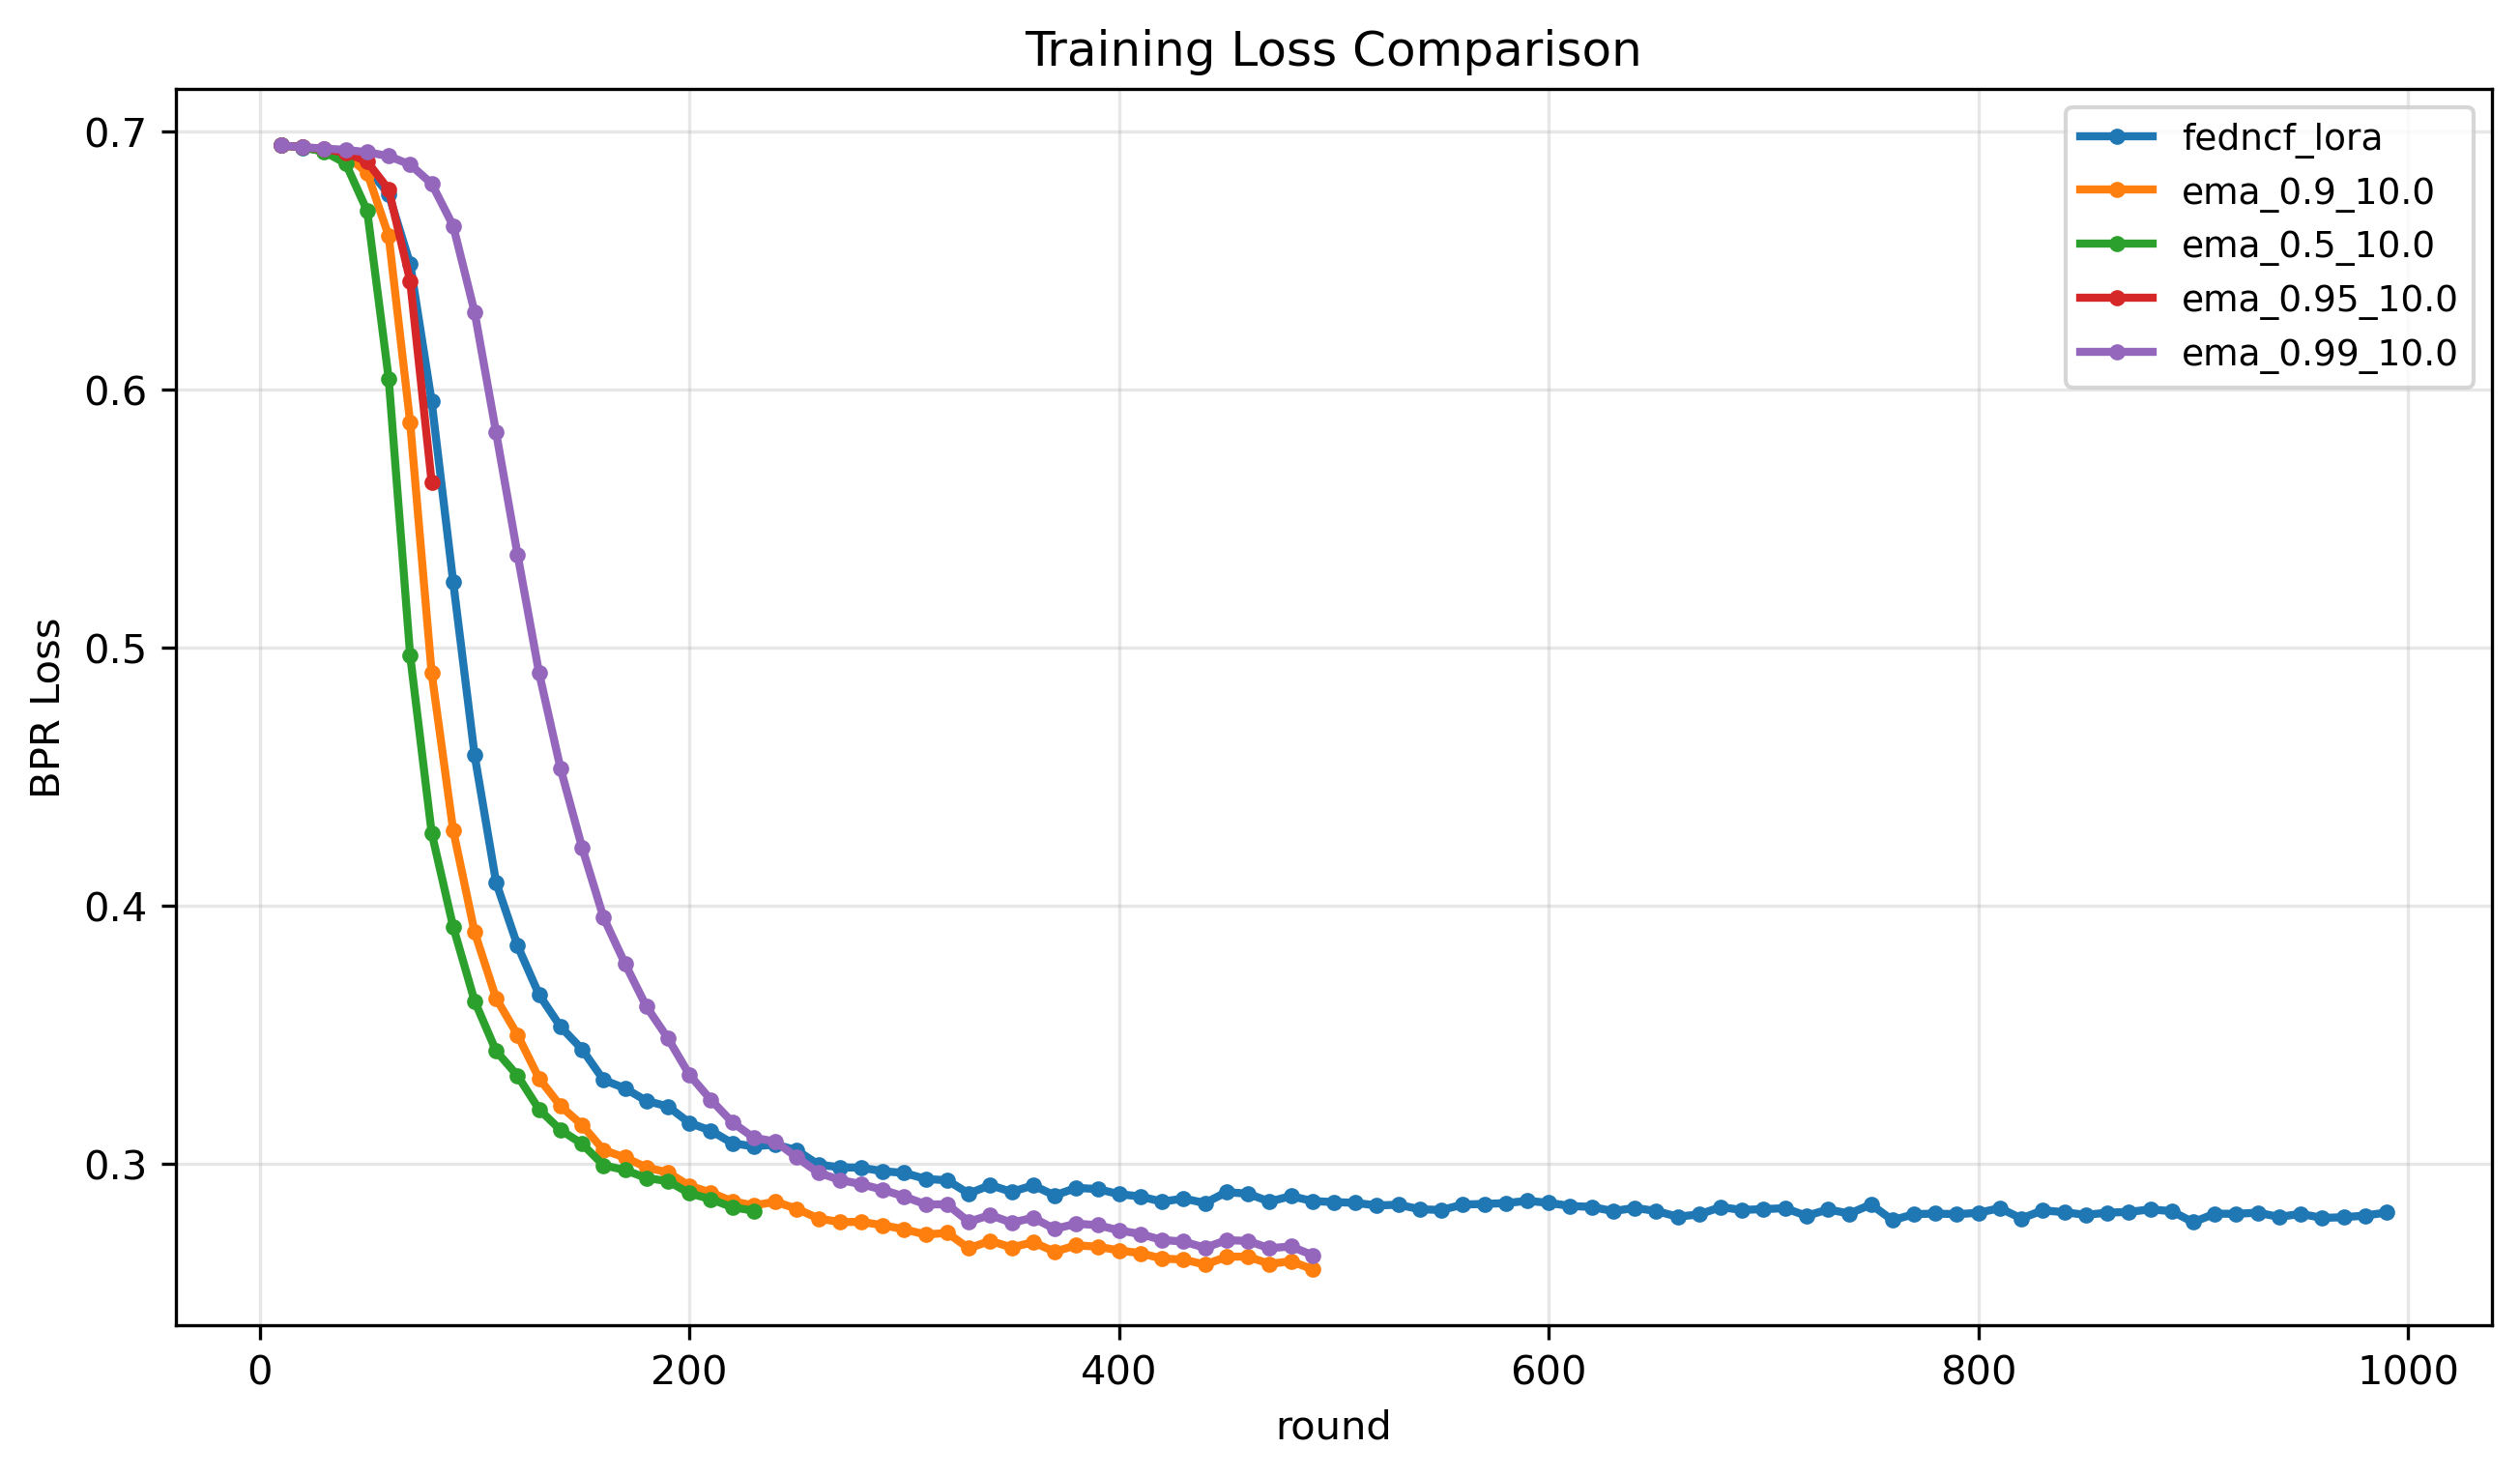 Training Loss Comparison
0.7
0.6
0.5
0.4
0.3
BPR Loss
fedncf_lora
ema_0.9_10.0
ema_0.5_10.0
ema_0.95_10.0
ema_0.99_10.0
0 200 400 600 800 1000
round